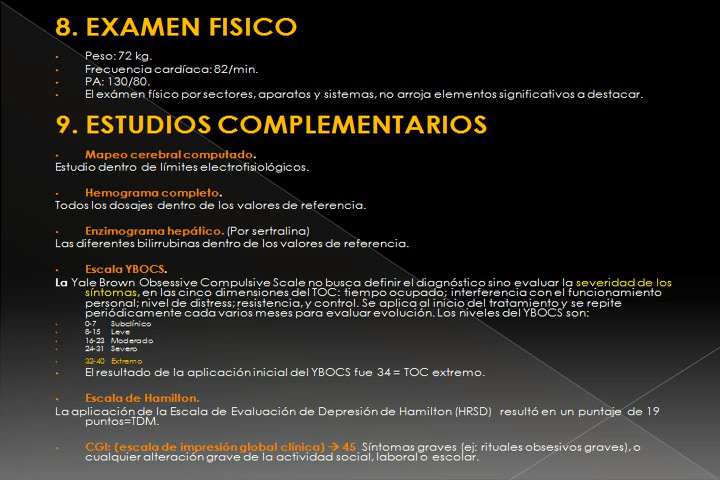 8. EXAMEN FISICO
• Peso: 72 kg.
• Frecuencia cardíaca: 82/min.
• PA: 130/80.
• El exámen físico por sectores, aparatos y sistemas, no arroja elementos significativos a destacar.
9. ESTUDIOS COMPLEMENTARIOS
• Mapeo cerebral computado.
Estudio dentro de límites electrofisiológicos.
• Hemograma completo.
Todos los dosajes dentro de los valores de referencia.
• Enzimograma hepático. (Por sertralina)
Las diferentes bilirrubinas dentro de los valores de referencia.
• Escala YBOCS.
La Yale Brown Obsessive Compulsive Scale no busca definir el diagnóstico sino evaluar la severidad de los
síntomas, en las cinco dimensiones del TOC: tiempo ocupado; interferencia con el funcionamiento
personal; nivel de distress; resistencia, y control. Se aplica al inicio del tratamiento y se repite
periódicamente cada varios meses para evaluar evolución. Los niveles del YBOCS son:
• 0-7 Subclínico
• 8-15 Leve
• 16-23 Moderado
• 24-31 Severo
• 32-40 Extremo
• El resultado de la aplicación inicial del YBOCS fue 34 = TOC extremo.
• Escala de Hamilton.
La aplicación de la Escala de Evaluación de Depresión de Hamilton (HRSD) resultó en un puntaje de 19
puntos=TDM.
• CGI: (escala de impresión global clínica) → 45 Síntomas graves (ej: rituales obsesivos graves), o
cualquier alteración grave de la actividad social, laboral o escolar.